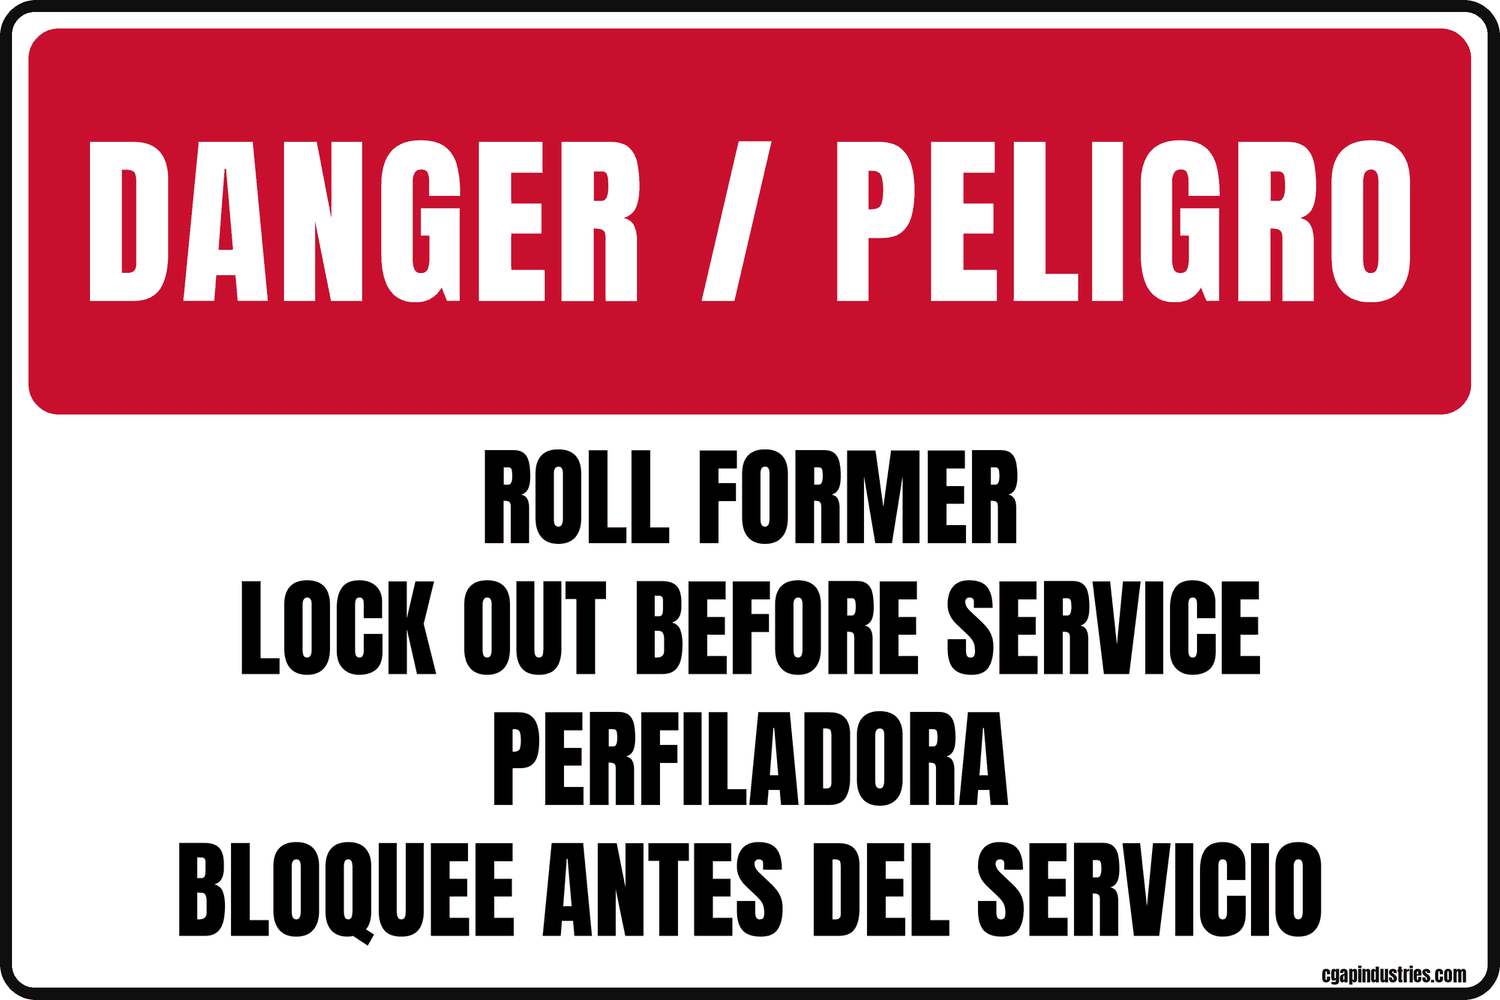 DANGER / PELIGRO
ROLL FORMER
LOCK OUT BEFORE SERVICE
PERFILADORA
BLOQUEE ANTES DEL SERVICIO
cgapindustries.com